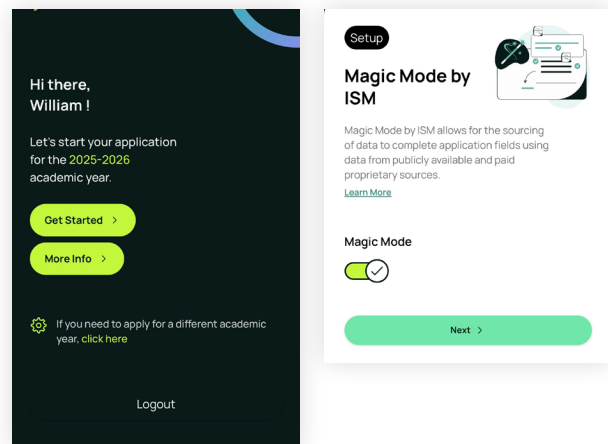 Hi there,
William !
Let's start your application
for the 2025-2026
academic year.
Get Started
More Info
If you need to apply for a different academic
year, click here
Logout
Setup
Magic Mode by
ISM
Magic Mode by ISM allows for the sourcing
of data to complete application fields using
data from publicly available and paid
proprietary sources.
Learn More
Magic Mode
Next